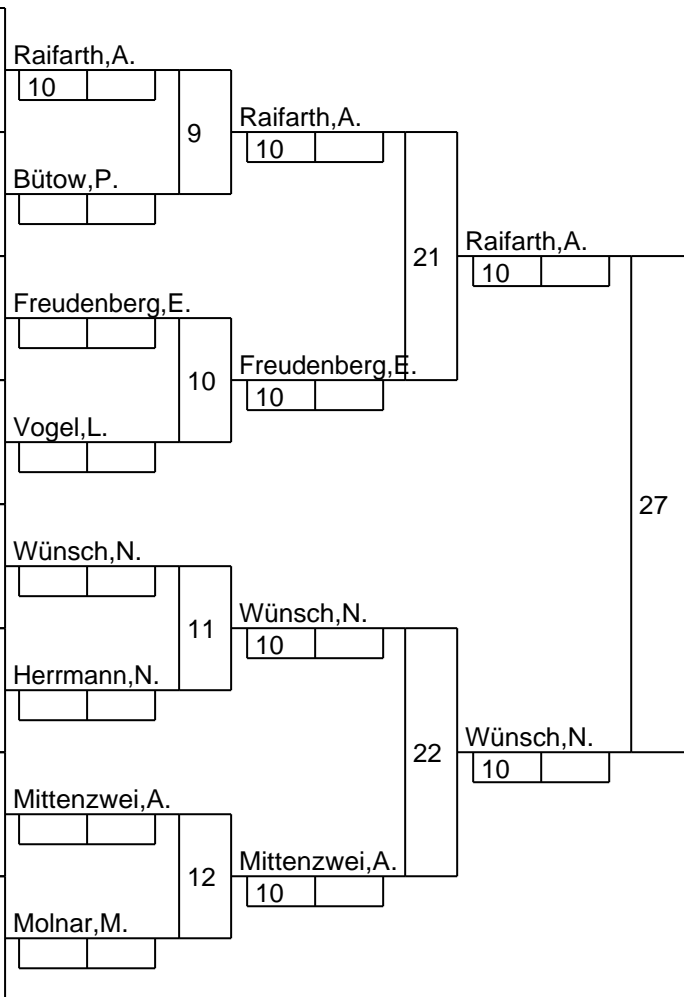 Raifarth,A.
10
9
Raifarth,A.
10
Bütow,P.
21
Raifarth,A.
10
Freudenberg,E.
10
Freudenberg,E.
10
Vogel,L.
27
Wünsch,N.
11
Wünsch,N.
10
Herrmann,N.
22
Wünsch,N.
10
Mittenzwei,A.
12
Mittenzwei,A.
10
Molnar,M.